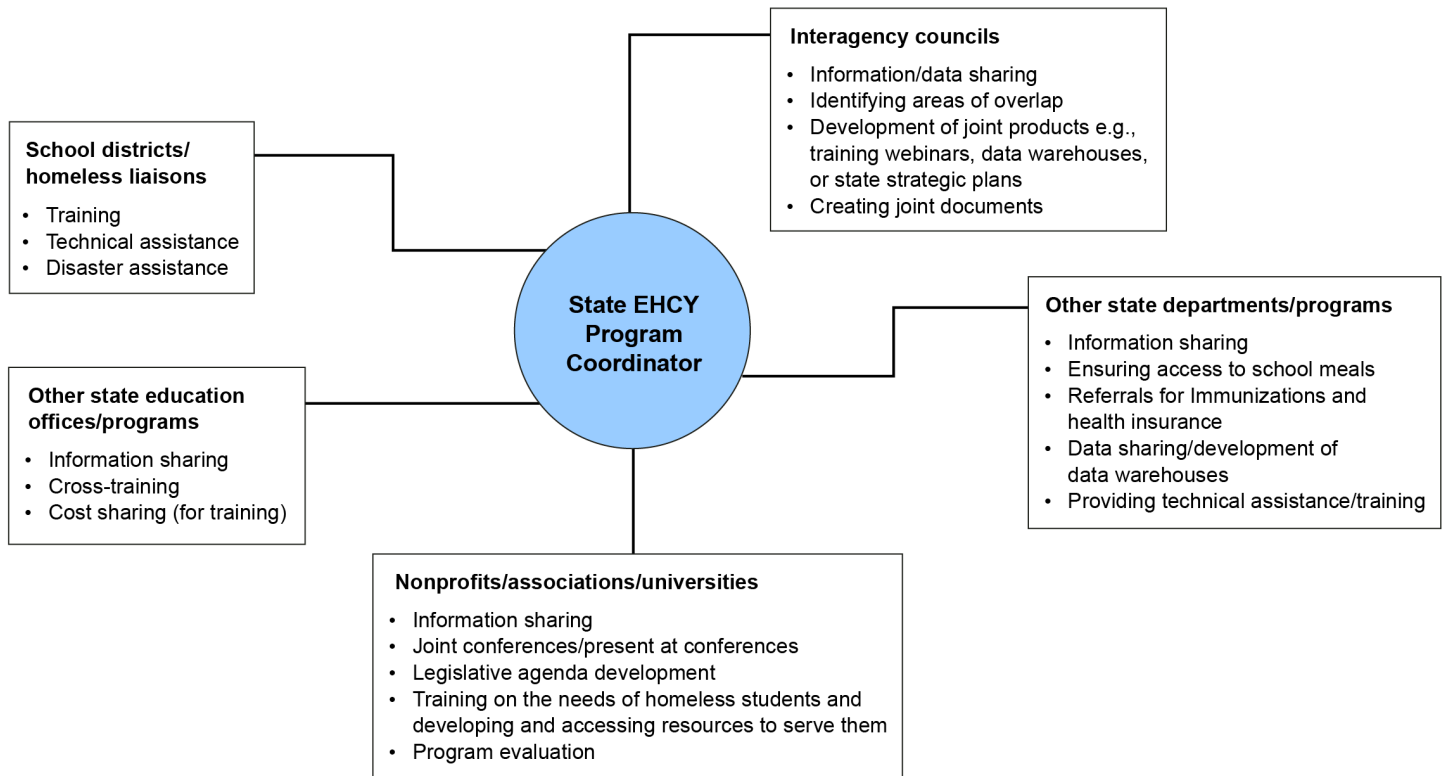 Interagency councils
• Information/data sharing
• Identifying areas of overlap
• Development of joint products e.g.,
training webinars, data warehouses,
or state strategic plans
• Creating joint documents
School districts/
homeless liaisons
• Training
• Technical assistance
• Disaster assistance
State EHCY
Program
Coordinator
Other state departments/programs
• Information sharing
• Ensuring access to school meals
• Referrals for Immunizations and
health insurance
• Data sharing/development of
data warehouses
• Providing technical assistance/training
Other state education
offices/programs
• Information sharing
• Cross-training
• Cost sharing (for training)
Nonprofits/associations/universities
• Information sharing
• Joint conferences/present at conferences
• Legislative agenda development
• Training on the needs of homeless students and
developing and accessing resources to serve them
• Program evaluation